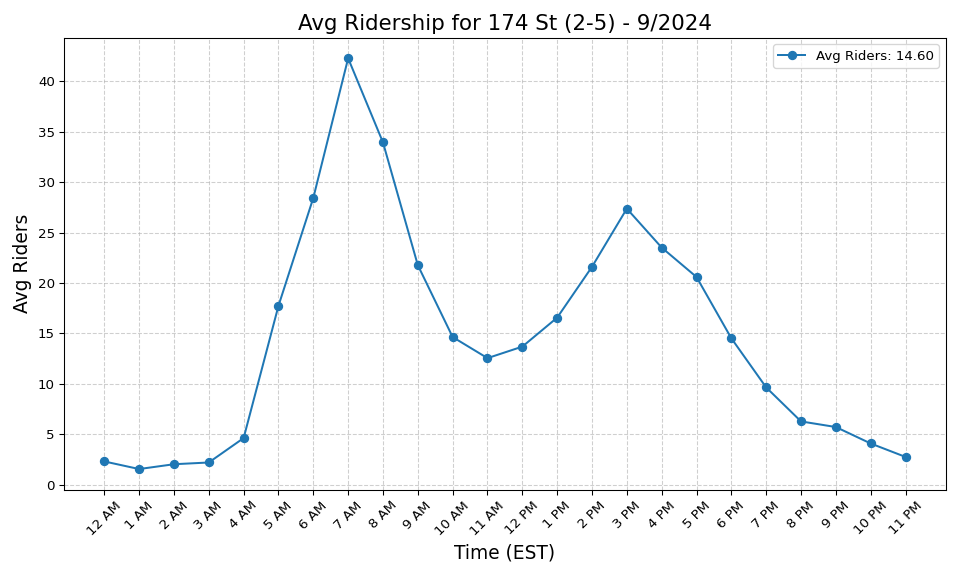 Avg Ridership for 174 St (2-5) - 9/2024
Avg Riders: 14.60
Avg Riders
40
35
30
25
20
15
10
5
0
12 AM
1 AM
2 AM
3 AM
4 AM
5 AM
6 AM
7 AM
8 AM
9 AM
10 AM
11 AM
12 PM
1 PM
2 PM
3 PM
4 PM
5 PM
6 PM
7 PM
8 PM
9 PM
10 PM
11 PM
Time (EST)